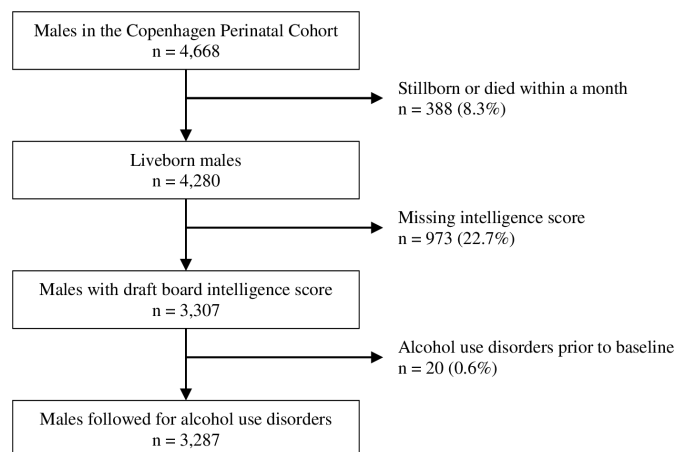 Males in the Copenhagen Perinatal Cohort
n = 4,668
Stillborn or died within a month
n = 388 (8.3%)
Liveborn males
n = 4,280
Missing intelligence score
n = 973 (22.7%)
Males with draft board intelligence score
n = 3,307
Alcohol use disorders prior to baseline
n = 20 (0.6%)
Males followed for alcohol use disorders
n = 3,287